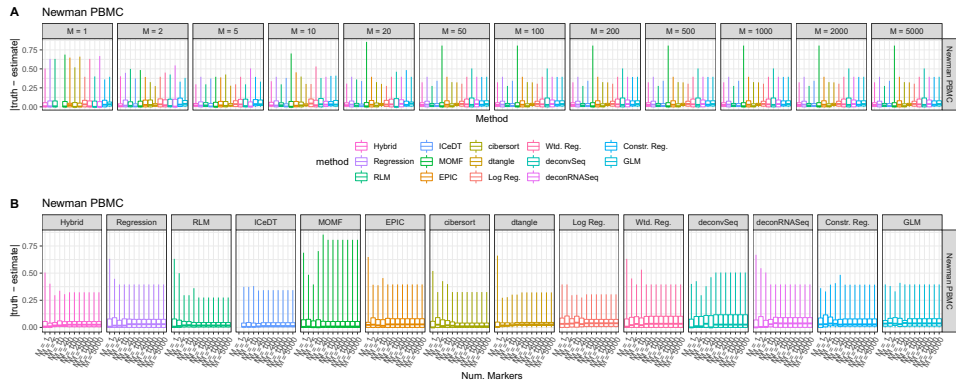 A
Newman PBMC
M = 1 M = 2 M = 5 M = 10 M = 20 M = 50 M = 100 M = 200 M = 500 M = 1000 M = 2000 M = 5000
|truth − estimate|
0.75
0.50
0.25
0.00
Newman PBMC
Method
method
Hybrid ICeDT cibersort Wtd. Reg. Constr. Reg.
Regression MOMF dtangle deconvSeq GLM
RLM EPIC Log Reg. deconRNASeq
B
Newman PBMC
Hybrid Regression RLM ICeDT MOMF EPIC cibersort dtangle Log Reg. Wtd. Reg. deconvSeq deconRNASeq Constr. Reg. GLM
|truth − estimate|
0.75
0.50
0.25
0.00
Newman PBMC
Num. Markers